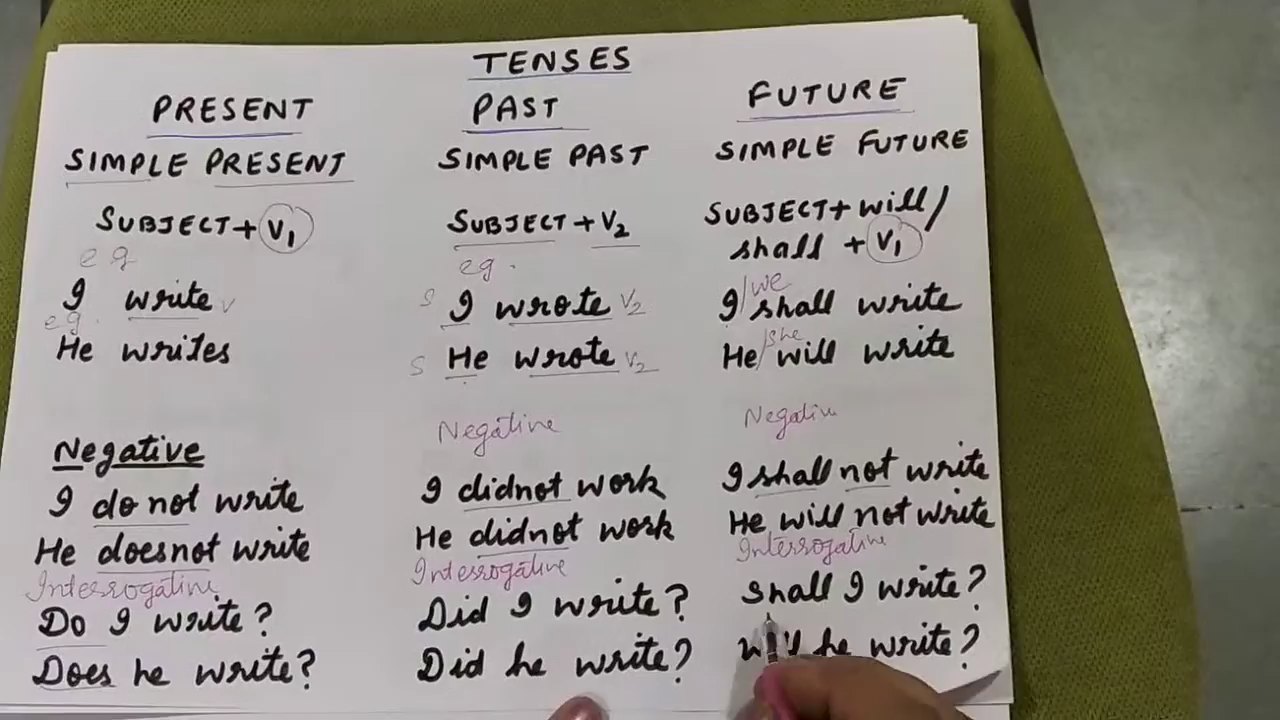 TENSES
PRESENT
SIMPLE PRESENT
SUBJECT + V1
eg
I write V
eg.
He writes
Negative
I do not write
He doesnot write
Interrogative
Do I write?
Does he write?
PAST
SIMPLE PAST
SUBJECT + V2
eg.
S I wrote V2
S He wrote V2
Negative
I didnot work
He didnot work
Interrogative
Did I write?
Did he write?
FUTURE
SIMPLE FUTURE
SUBJECT + will/
shall + V1
I/we shall write
He/she will write
Negative
I shall not write
He will not write
Interrogative
Shall I write?
will he write?